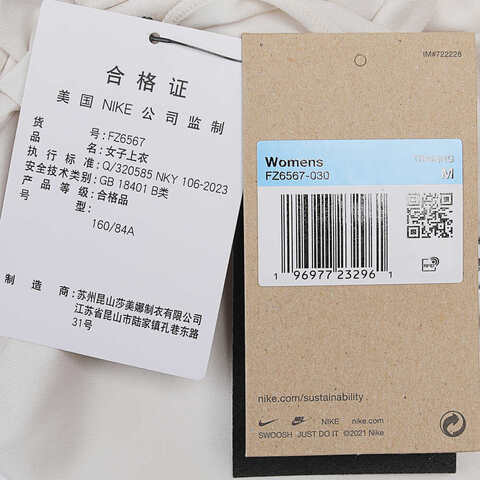 合格证
美国 NIKE 公司监制
货 号: FZ6567
品 名: 女子上衣
执行标准: Q/320585 NKY 106-2023
安全技术类别: GB 18401 B类
产品等级: 合格品
号 型:
160/84A
制造商: 苏州昆山莎美娜制衣有限公司
江苏省昆山市陆家镇孔巷东路
31号
IM#722228
Womens
FZ6567-030
M
1 96977 23296 1
RFID
nike.com/sustainability
NIKE nike.com
SWOOSH JUST DO IT ©2021 Nike